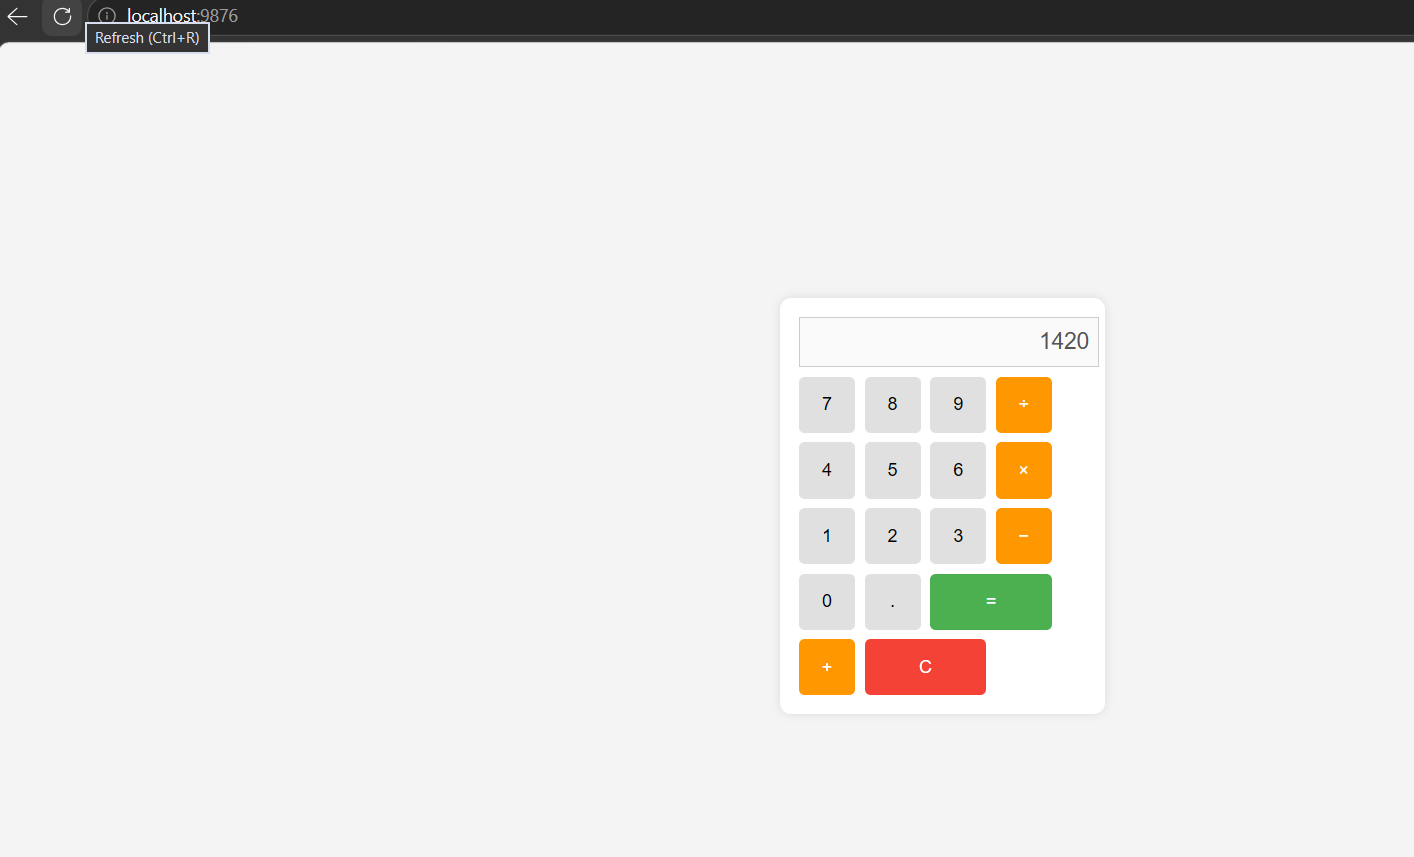 localhost:9876
Refresh (Ctrl+R)
1420
7 8 9 ÷
4 5 6 ×
1 2 3 −
0 . =
+ C